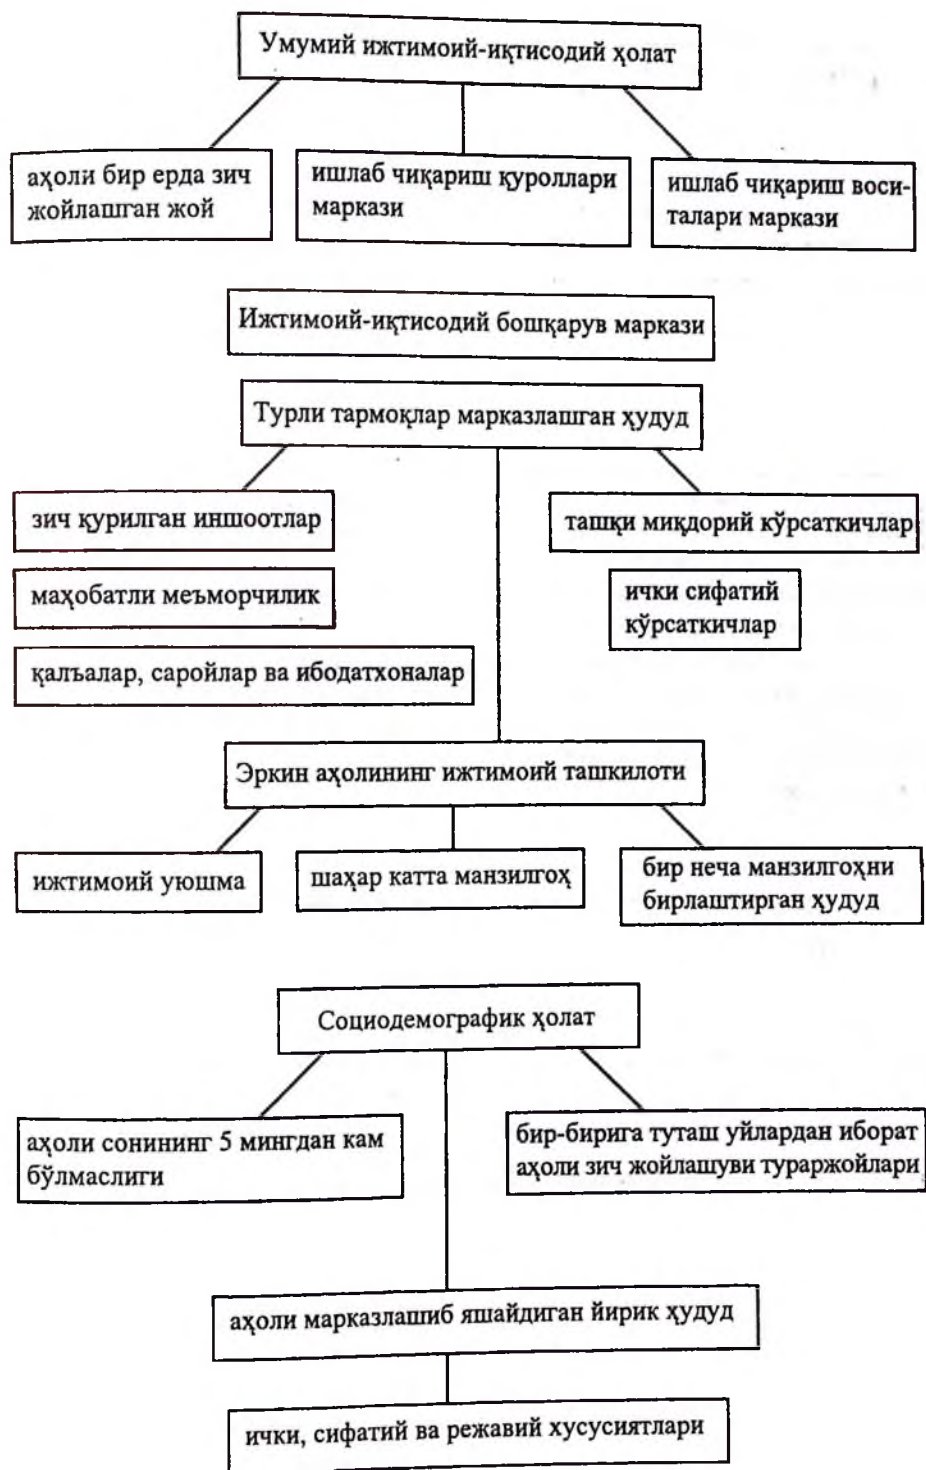 Умумий ижтимоий-иқтисодий ҳолат
аҳоли бир ерда зич
жойлашган жой
ишлаб чиқариш қуроллари
маркази
ишлаб чиқариш воси-
талари маркази
Ижтимоий-иқтисодий бошқарув маркази
Турли тармоқлар марказлашган ҳудуд
зич қурилган иншоотлар
ташқи миқдорий кўрсаткичлар
маҳобатли меъморчилик
ички сифатий
кўрсаткичлар
қалъалар, саройлар ва ибодатхоналар
Эркин аҳолининг ижтимоий ташкилоти
ижтимоий уюшма
шаҳар катта манзилгоҳ
бир неча манзилгоҳни
бирлаштирган ҳудуд
Социодемографик ҳолат
аҳоли сонининг 5 мингдан кам
бўлмаслиги
бир-бирига туташ уйлардан иборат
аҳоли зич жойлашуви тураржойлари
аҳоли марказлашиб яшайдиган йирик ҳудуд
ички, сифатий ва режавий хусусиятлари